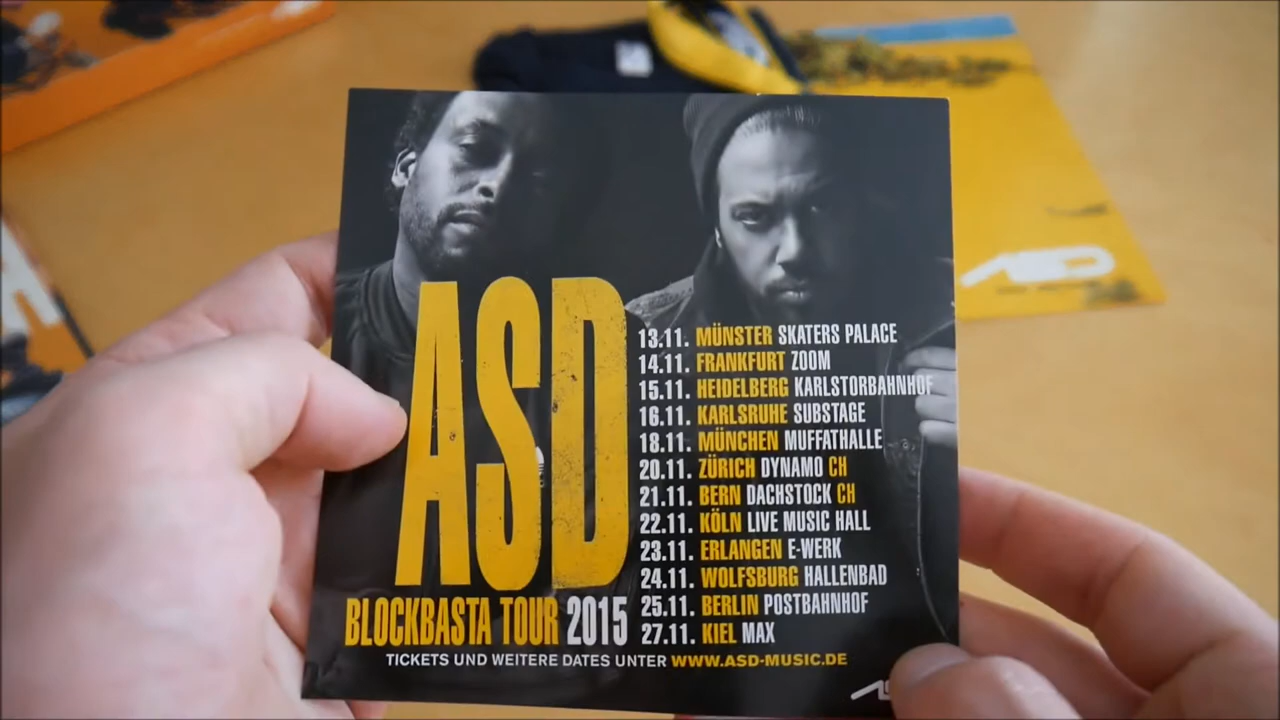 ASD
BLOCKBASTA TOUR 2015
13.11. MÜNSTER SKATERS PALACE
14.11. FRANKFURT ZOOM
15.11. HEIDELBERG KARLSTORBAHNHOF
16.11. KARLSRUHE SUBSTAGE
18.11. MÜNCHEN MUFFATHALLE
20.11. ZÜRICH DYNAMO CH
21.11. BERN DACHSTOCK CH
22.11. KÖLN LIVE MUSIC HALL
23.11. ERLANGEN E-WERK
24.11. WOLFSBURG HALLENBAD
25.11. BERLIN POSTBAHNHOF
27.11. KIEL MAX
TICKETS UND WEITERE DATES UNTER WWW.ASD-MUSIC.DE